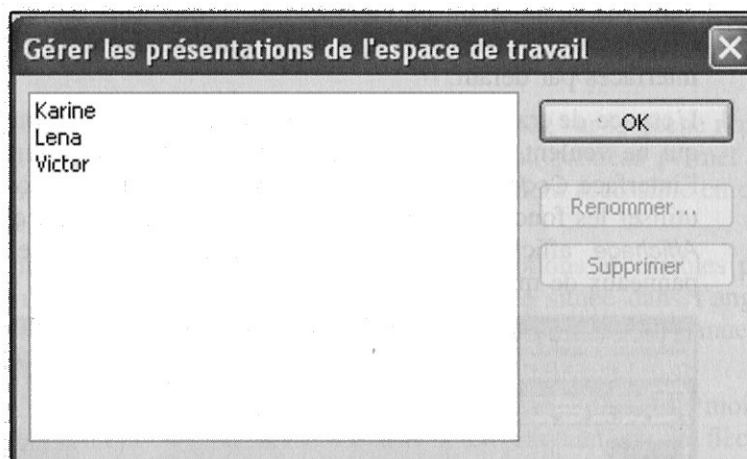 Gérer les présentations de l'espace de travail
Karine
Lena
Victor
OK
Renommer...
Supprimer